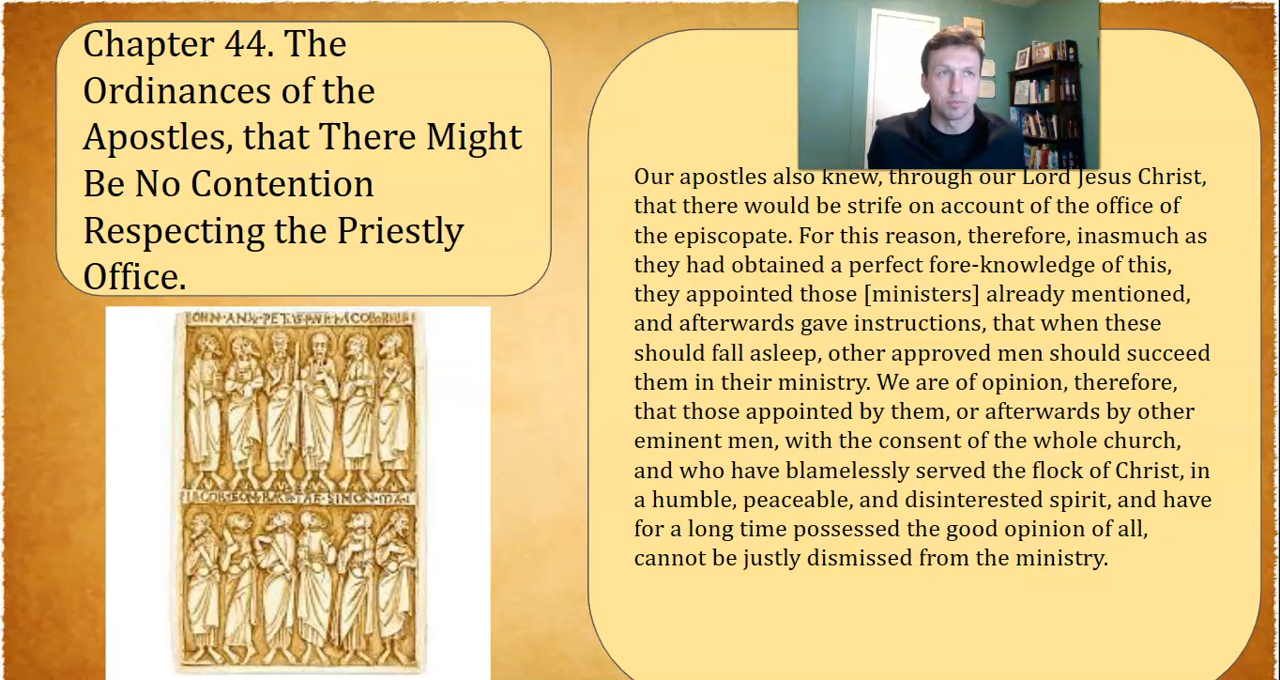 Chapter 44. The
Ordinances of the
Apostles, that There Might
Be No Contention
Respecting the Priestly
Office.
Our apostles also knew, through our Lord Jesus Christ,
that there would be strife on account of the office of
the episcopate. For this reason, therefore, inasmuch as
they had obtained a perfect fore-knowledge of this,
they appointed those [ministers] already mentioned,
and afterwards gave instructions, that when these
should fall asleep, other approved men should succeed
them in their ministry. We are of opinion, therefore,
that those appointed by them, or afterwards by other
eminent men, with the consent of the whole church,
and who have blamelessly served the flock of Christ, in
a humble, peaceable, and disinterested spirit, and have
for a long time possessed the good opinion of all,
cannot be justly dismissed from the ministry.